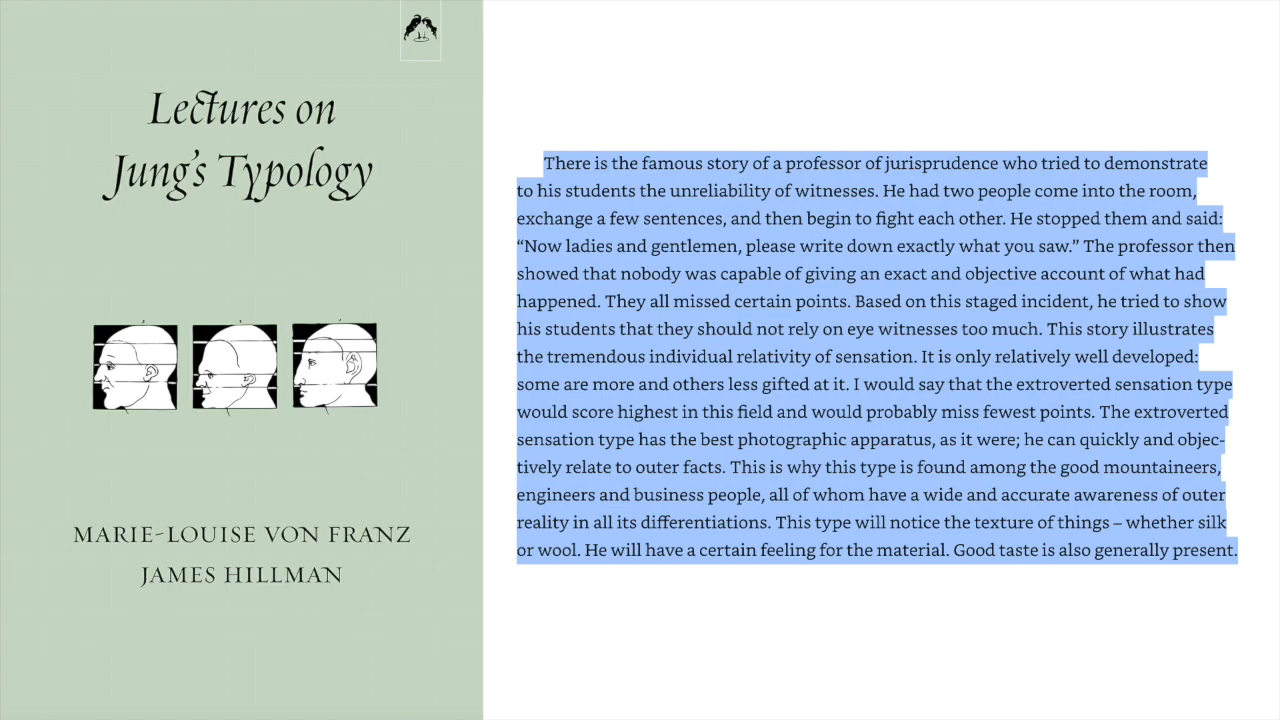 Lectures on
Jung's Typology
MARIE-LOUISE VON FRANZ
JAMES HILLMAN
There is the famous story of a professor of jurisprudence who tried to demonstrate
to his students the unreliability of witnesses. He had two people come into the room,
exchange a few sentences, and then begin to fight each other. He stopped them and said:
“Now ladies and gentlemen, please write down exactly what you saw.” The professor then
showed that nobody was capable of giving an exact and objective account of what had
happened. They all missed certain points. Based on this staged incident, he tried to show
his students that they should not rely on eye witnesses too much. This story illustrates
the tremendous individual relativity of sensation. It is only relatively well developed:
some are more and others less gifted at it. I would say that the extroverted sensation type
would score highest in this field and would probably miss fewest points. The extroverted
sensation type has the best photographic apparatus, as it were; he can quickly and objec-
tively relate to outer facts. This is why this type is found among the good mountaineers,
engineers and business people, all of whom have a wide and accurate awareness of outer
reality in all its differentiations. This type will notice the texture of things – whether silk
or wool. He will have a certain feeling for the material. Good taste is also generally present.